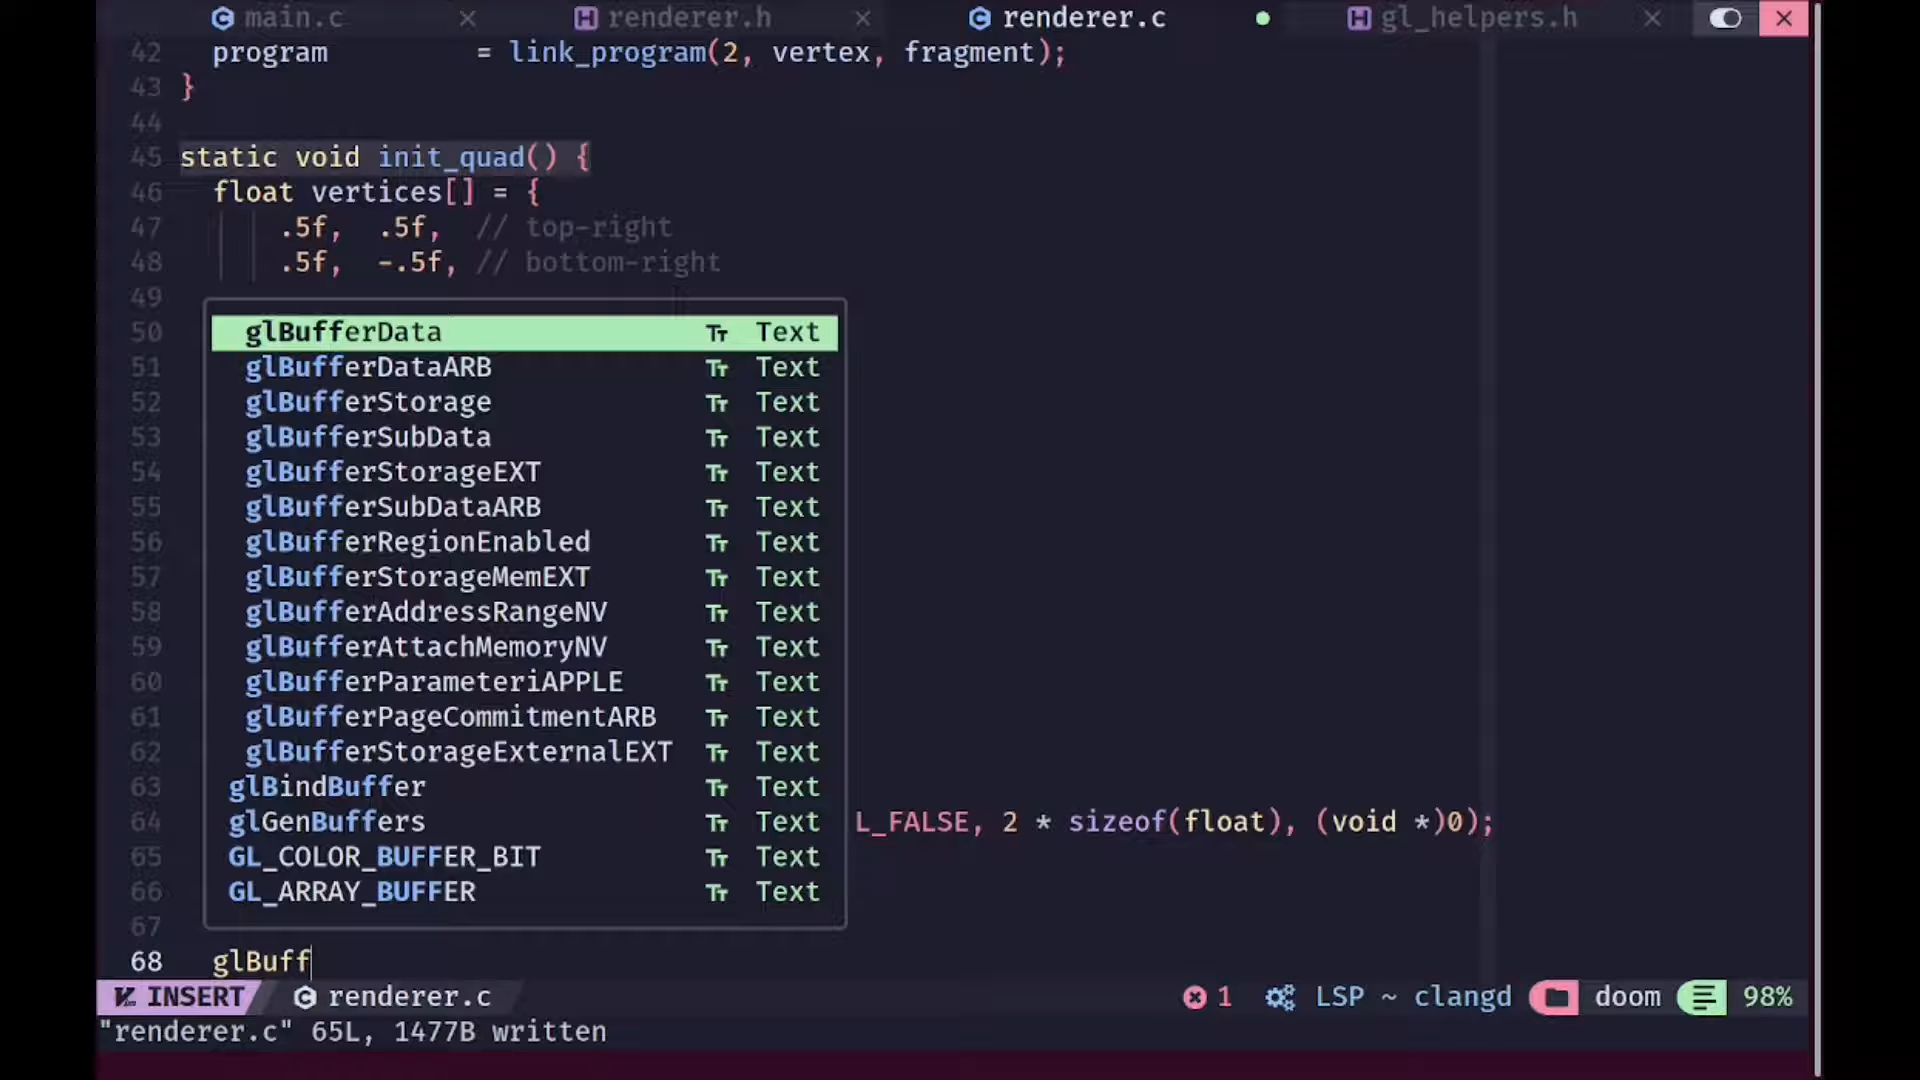 main.c renderer.h renderer.c gl_helpers.h
42 program = link_program(2, vertex, fragment);
43 }
44
45 static void init_quad() {
46 float vertices[] = {
47 .5f, .5f, // top-right
48 .5f, -.5f, // bottom-right
49
50 glBufferData Text
51 glBufferDataARB Text
52 glBufferStorage Text
53 glBufferSubData Text
54 glBufferStorageEXT Text
55 glBufferSubDataARB Text
56 glBufferRegionEnabled Text
57 glBufferStorageMemEXT Text
58 glBufferAddressRangeNV Text
59 glBufferAttachMemoryNV Text
60 glBufferParameteriAPPLE Text
61 glBufferPageCommitmentARB Text
62 glBufferStorageExternalEXT Text
63 glBindBuffer Text
64 glGenBuffers Text L_FALSE, 2 * sizeof(float), (void *)0);
65 GL_COLOR_BUFFER_BIT Text
66 GL_ARRAY_BUFFER Text
67
68 glBuff
INSERT renderer.c 1 LSP ~ clangd doom 98%
"renderer.c" 65L, 1477B written